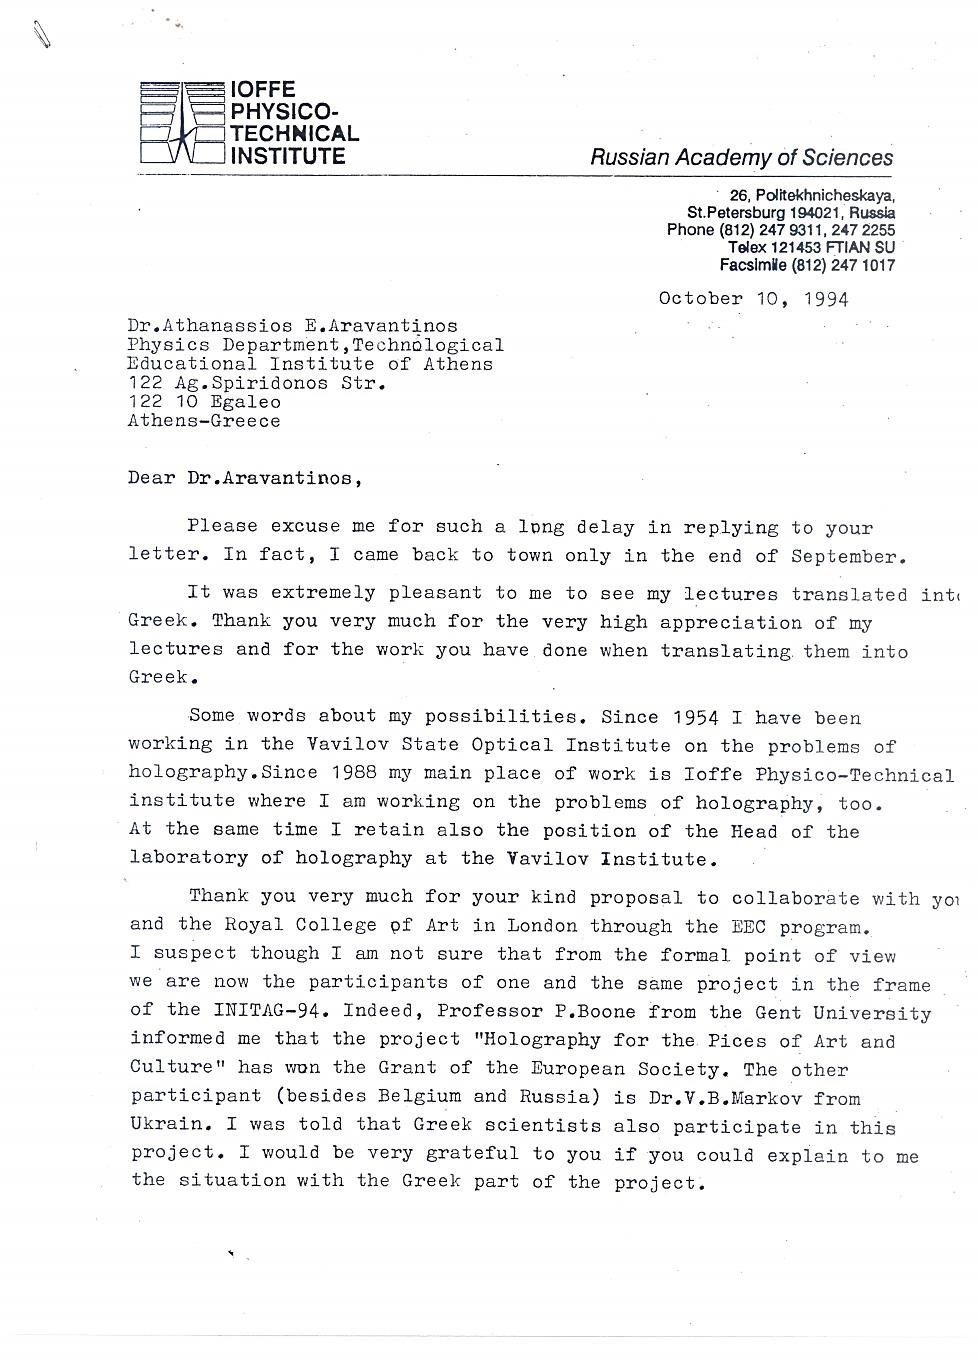 IOFFE
PHYSICO-
TECHNICAL
INSTITUTE
Russian Academy of Sciences
26, Politekhnicheskaya,
St.Petersburg 194021, Russia
Phone (812) 247 9311, 247 2255
Telex 121453 FTIAN SU
Facsimile (812) 247 1017
October 10, 1994
Dr.Athanassios E.Aravantinos
Physics Department,Technological
Educational Institute of Athens
122 Ag.Spiridonos Str.
122 10 Egaleo
Athens-Greece
Dear Dr.Aravantinos,
Please excuse me for such a long delay in replying to your
letter. In fact, I came back to town only in the end of September.
It was extremely pleasant to me to see my lectures translated into
Greek. Thank you very much for the very high appreciation of my
lectures and for the work you have done when translating them into
Greek.
Some words about my possibilities. Since 1954 I have been
working in the Vavilov State Optical Institute on the problems of
holography.Since 1988 my main place of work is Ioffe Physico-Technical
institute where I am working on the problems of holography, too.
At the same time I retain also the position of the Head of the
laboratory of holography at the Vavilov Institute.
Thank you very much for your kind proposal to collaborate with you
and the Royal College of Art in London through the EEC program.
I suspect though I am not sure that from the formal point of view
we are now the participants of one and the same project in the frame
of the INITAG-94. Indeed, Professor P.Boone from the Gent University
informed me that the project "Holography for the Pices of Art and
Culture" has won the Grant of the European Society. The other
participant (besides Belgium and Russia) is Dr.V.B.Markov from
Ukrain. I was told that Greek scientists also participate in this
project. I would be very grateful to you if you could explain to me
the situation with the Greek part of the project.